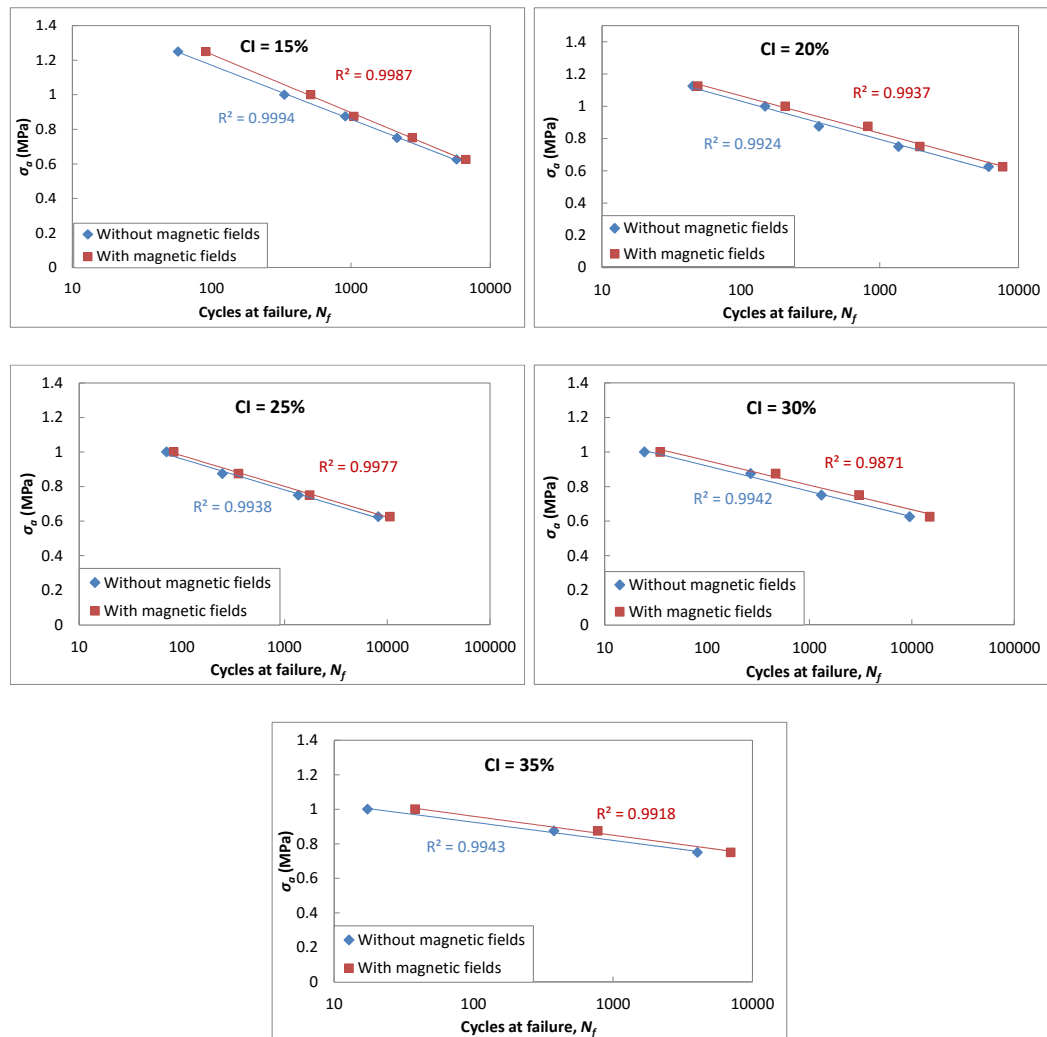 CI = 15%
R² = 0.9987
R² = 0.9994
Without magnetic fields
With magnetic fields
σa (MPa)
1.4
1.2
1
0.8
0.6
0.4
0.2
0
10 100 1000 10000
Cycles at failure, Nf
CI = 20%
R² = 0.9937
R² = 0.9924
Without magnetic fields
With magnetic fields
σa (MPa)
1.4
1.2
1
0.8
0.6
0.4
0.2
0
10 100 1000 10000
Cycles at failure, Nf
CI = 25%
R² = 0.9977
R² = 0.9938
Without magnetic fields
With magnetic fields
σa (MPa)
1.4
1.2
1
0.8
0.6
0.4
0.2
0
10 100 1000 10000 100000
Cycles at failure, Nf
CI = 30%
R² = 0.9871
R² = 0.9942
Without magnetic fields
With magnetic fields
σa (MPa)
1.4
1.2
1
0.8
0.6
0.4
0.2
0
10 100 1000 10000 100000
Cycles at failure, Nf
CI = 35%
R² = 0.9918
R² = 0.9943
Without magnetic fields
With magnetic fields
σa (MPa)
1.4
1.2
1
0.8
0.6
0.4
0.2
0
10 100 1000 10000
Cycles at failure, Nf